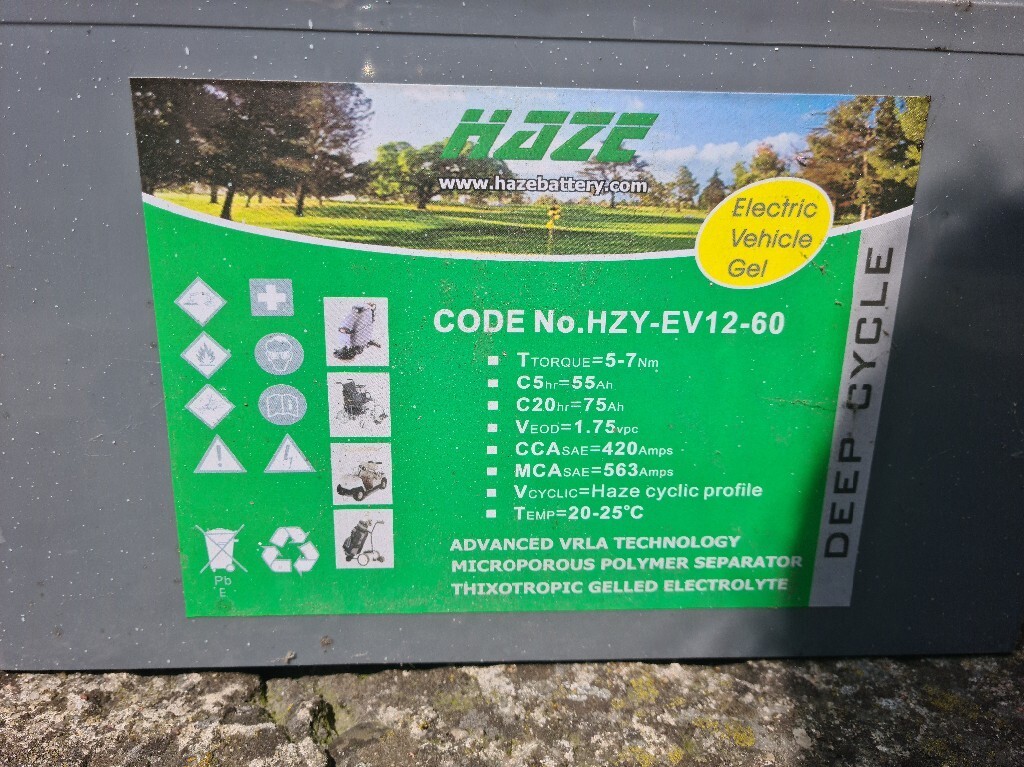 HAZE
www.hazebattery.com
Electric
Vehicle
Gel
CODE No.HZY-EV12-60
TTORQUE=5-7Nm
C5hr=55Ah
C20hr=75Ah
VEOD=1.75vpc
CCASAE=420Amps
MCASAE=563Amps
VCYCLIC=Haze cyclic profile
TEMP=20-25°C
ADVANCED VRLA TECHNOLOGY
MICROPOROUS POLYMER SEPARATOR
THIXOTROPIC GELLED ELECTROLYTE
DEEP CYCLE
Pb
E